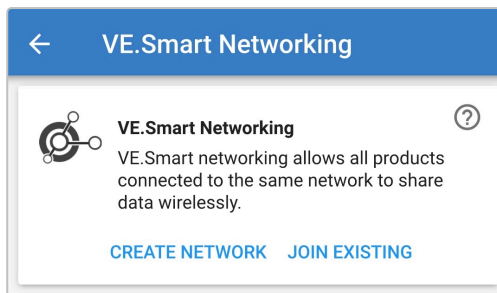 VE.Smart Networking
VE.Smart Networking
VE.Smart networking allows all products
connected to the same network to share
data wirelessly.
CREATE NETWORK JOIN EXISTING